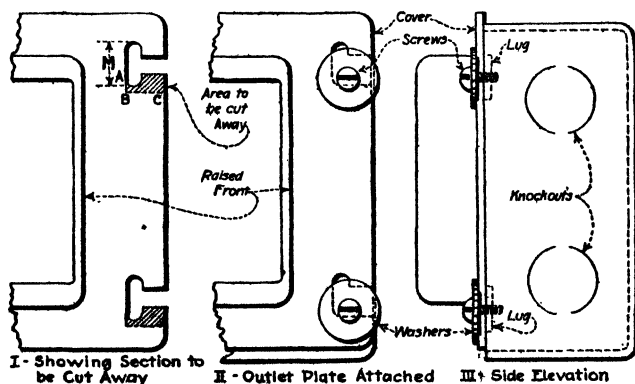 Cover
Screws
Lug
M
A
B
C
Area to
be cut
Away
Raised
Front
Knockouts
Washers
Lug
I - Showing Section to
be Cut Away
II - Outlet Plate Attached
III - Side Elevation